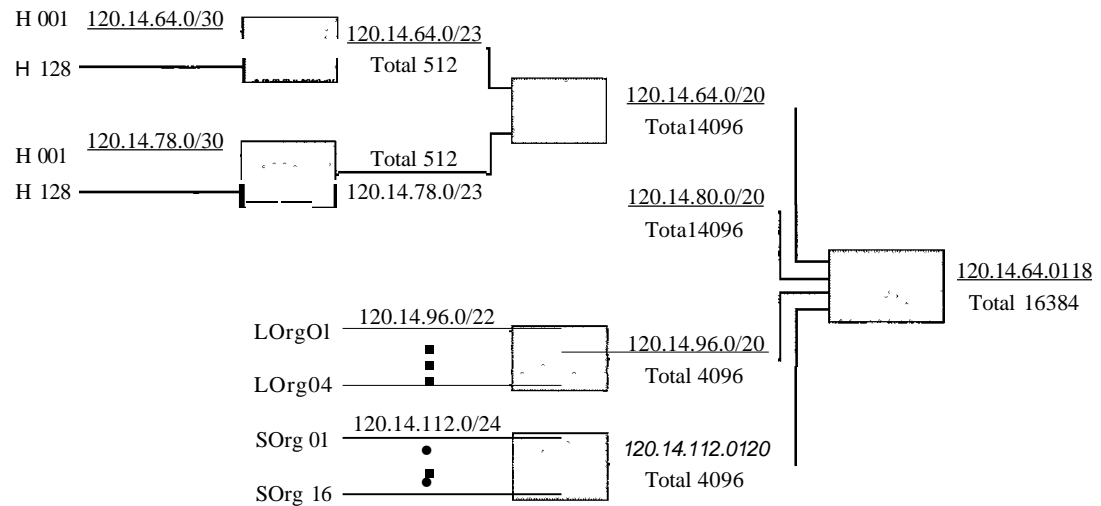 H 001 120.14.64.0/30
120.14.64.0/23
H 128
Total 512
120.14.64.0/20
Tota14096
H 001 120.14.78.0/30
Total 512
H 128
120.14.78.0/23
120.14.80.0/20
Tota14096
120.14.64.0118
Total 16384
LOrgOl 120.14.96.0/22
120.14.96.0/20
LOrg04
Total 4096
SOrg 01 120.14.112.0/24
120.14.112.0120
Total 4096
SOrg 16